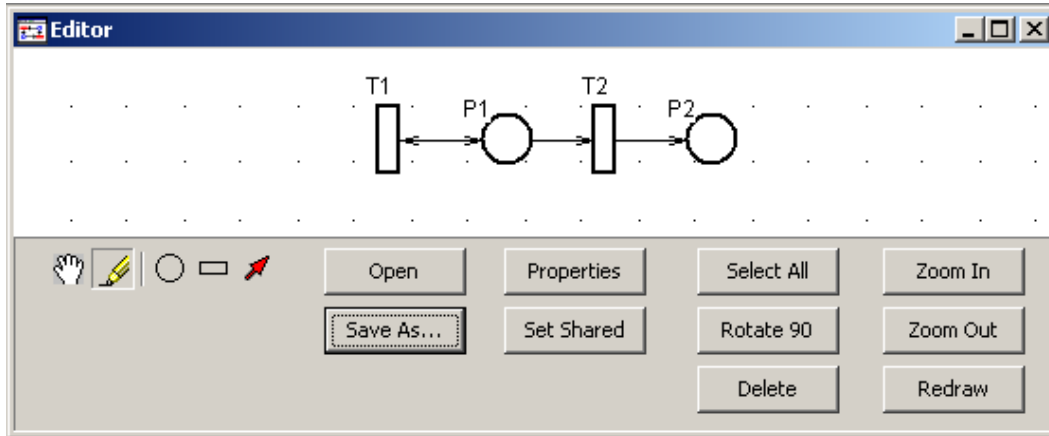 Editor
T1
T2
P1
P2
Open
Properties
Select All
Zoom In
Save As...
Set Shared
Rotate 90
Zoom Out
Delete
Redraw